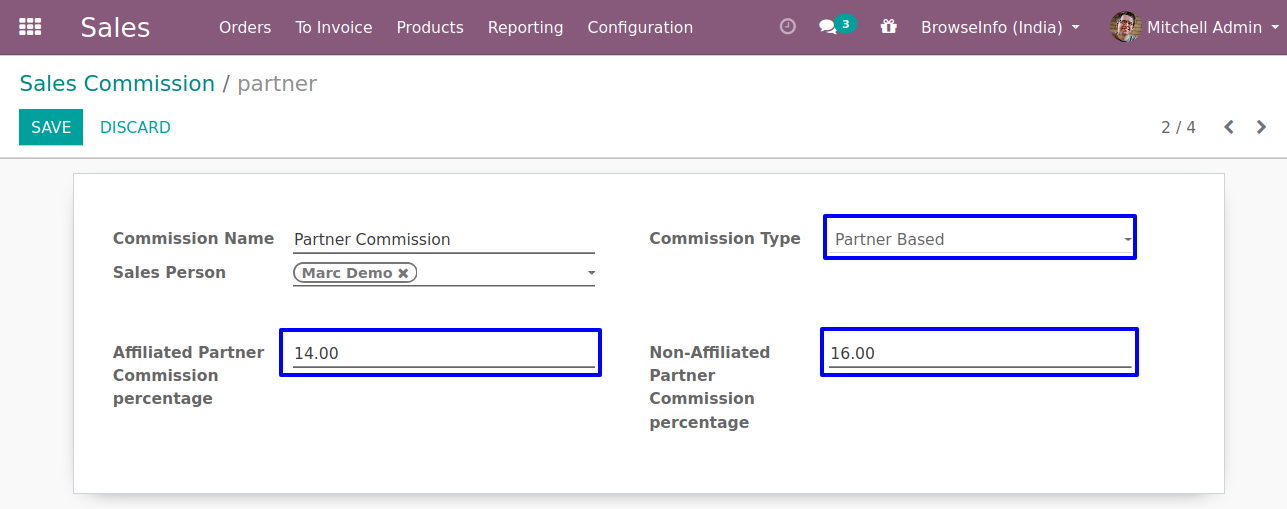 Sales Orders To Invoice Products Reporting Configuration 3 BrowseInfo (India) Mitchell Admin
Sales Commission / partner
SAVE DISCARD 2 / 4
Commission Name Partner Commission Commission Type Partner Based
Sales Person Marc Demo
Affiliated Partner 14.00 Non-Affiliated 16.00
Commission Partner
percentage Commission
percentage